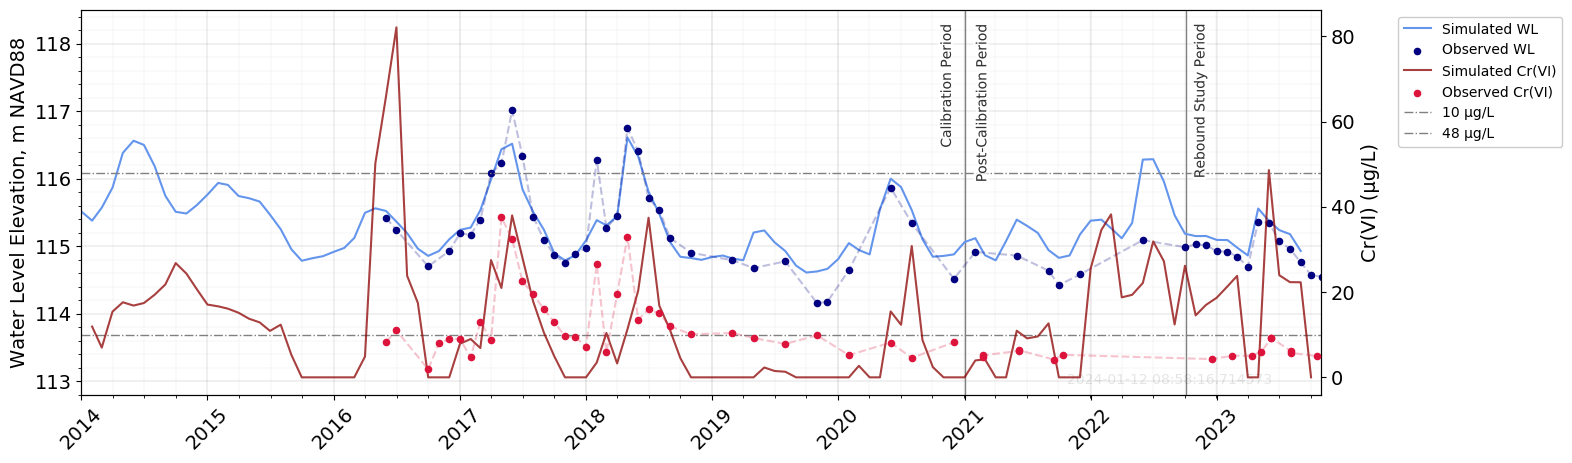 Water Level Elevation, m NAVD88
118
117
116
115
114
113
2014
2015
2016
2017
2018
2019
2020
2021
2022
2023
80
60
40
20
0
Cr(VI) (µg/L)
Calibration Period
Post-Calibration Period
Rebound Study Period
Simulated WL
Observed WL
Simulated Cr(VI)
Observed Cr(VI)
10 µg/L
48 µg/L